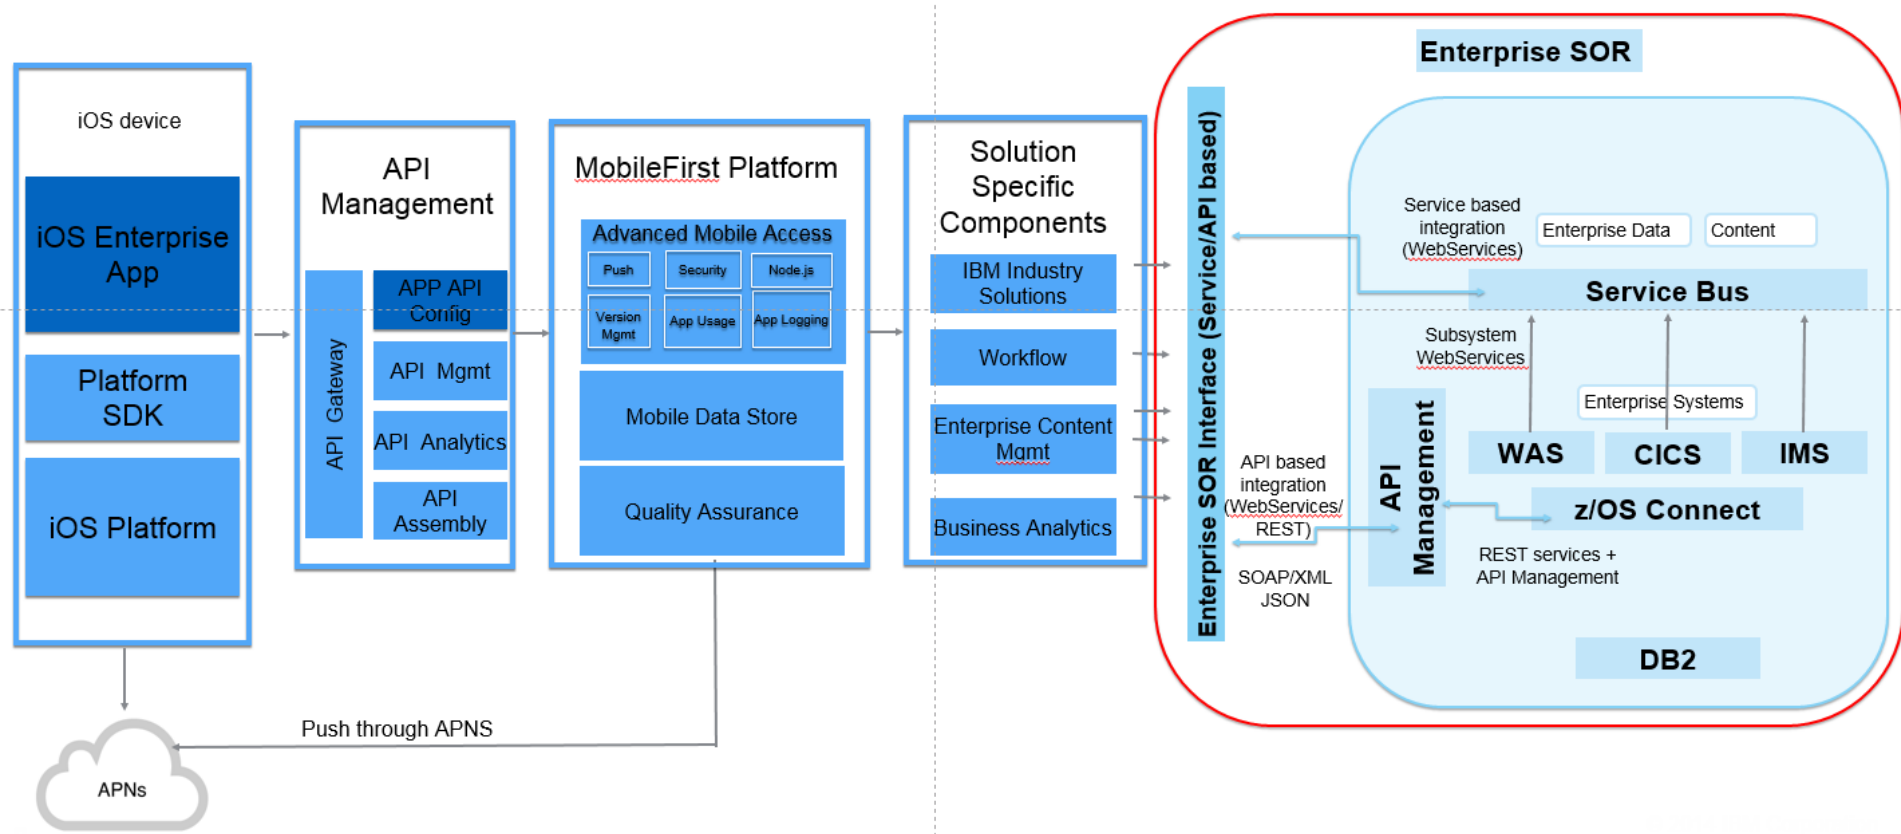 iOS device
iOS Enterprise
App
Platform
SDK
iOS Platform
API
Management
API Gateway
APP API
Config
API Mgmt
API Analytics
API
Assembly
MobileFirst Platform
Advanced Mobile Access
Push
Security
Node.js
Version
Mgmt
App Usage
App Logging
Mobile Data Store
Quality Assurance
Solution
Specific
Components
IBM Industry
Solutions
Workflow
Enterprise Content
Mgmt
Business Analytics
Enterprise SOR
Enterprise SOR Interface (Service/API based)
Service based
integration
(WebServices)
Enterprise Data
Content
Service Bus
Subsystem
WebServices
Enterprise Systems
WAS
CICS
IMS
API based
integration
(WebServices/
REST)
SOAP/XML
JSON
API
Management
z/OS Connect
REST services +
API Management
DB2
Push through APNS
APNs